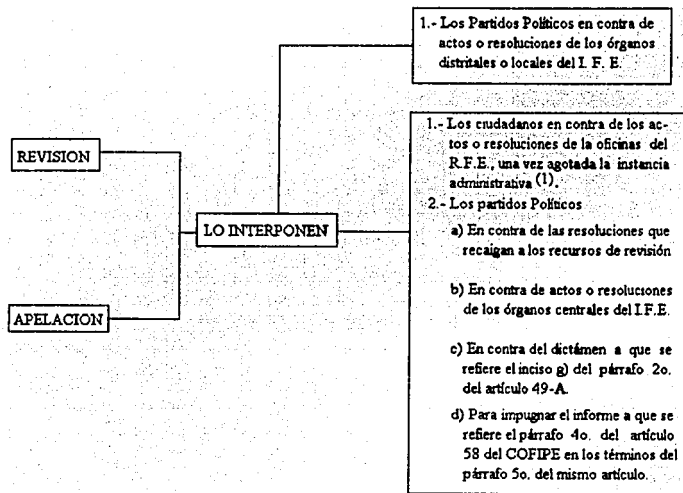 1.- Los Partidos Políticos en contra de
actos o resoluciones de los órganos
distritales o locales del I. F. E.
REVISION
APELACION
LO INTERPONEN
1.- Los ciudadanos en contra de los ac-
tos o resoluciones de la oficinas del
R.F.E., una vez agotada la instancia
administrativa (1).
2.- Los partidos Políticos
a) En contra de las resoluciones que
recaigan a los recursos de revisión
b) En contra de actos o resoluciones
de los órganos centrales del I.F.E.
c) En contra del dictámen a que se
refiere el inciso g) del párrafo 2o.
del artículo 49-A.
d) Para impugnar el informe a que se
refiere el párrafo 4o. del artículo
58 del COFIPE en los términos del
párrafo 5o. del mismo artículo.